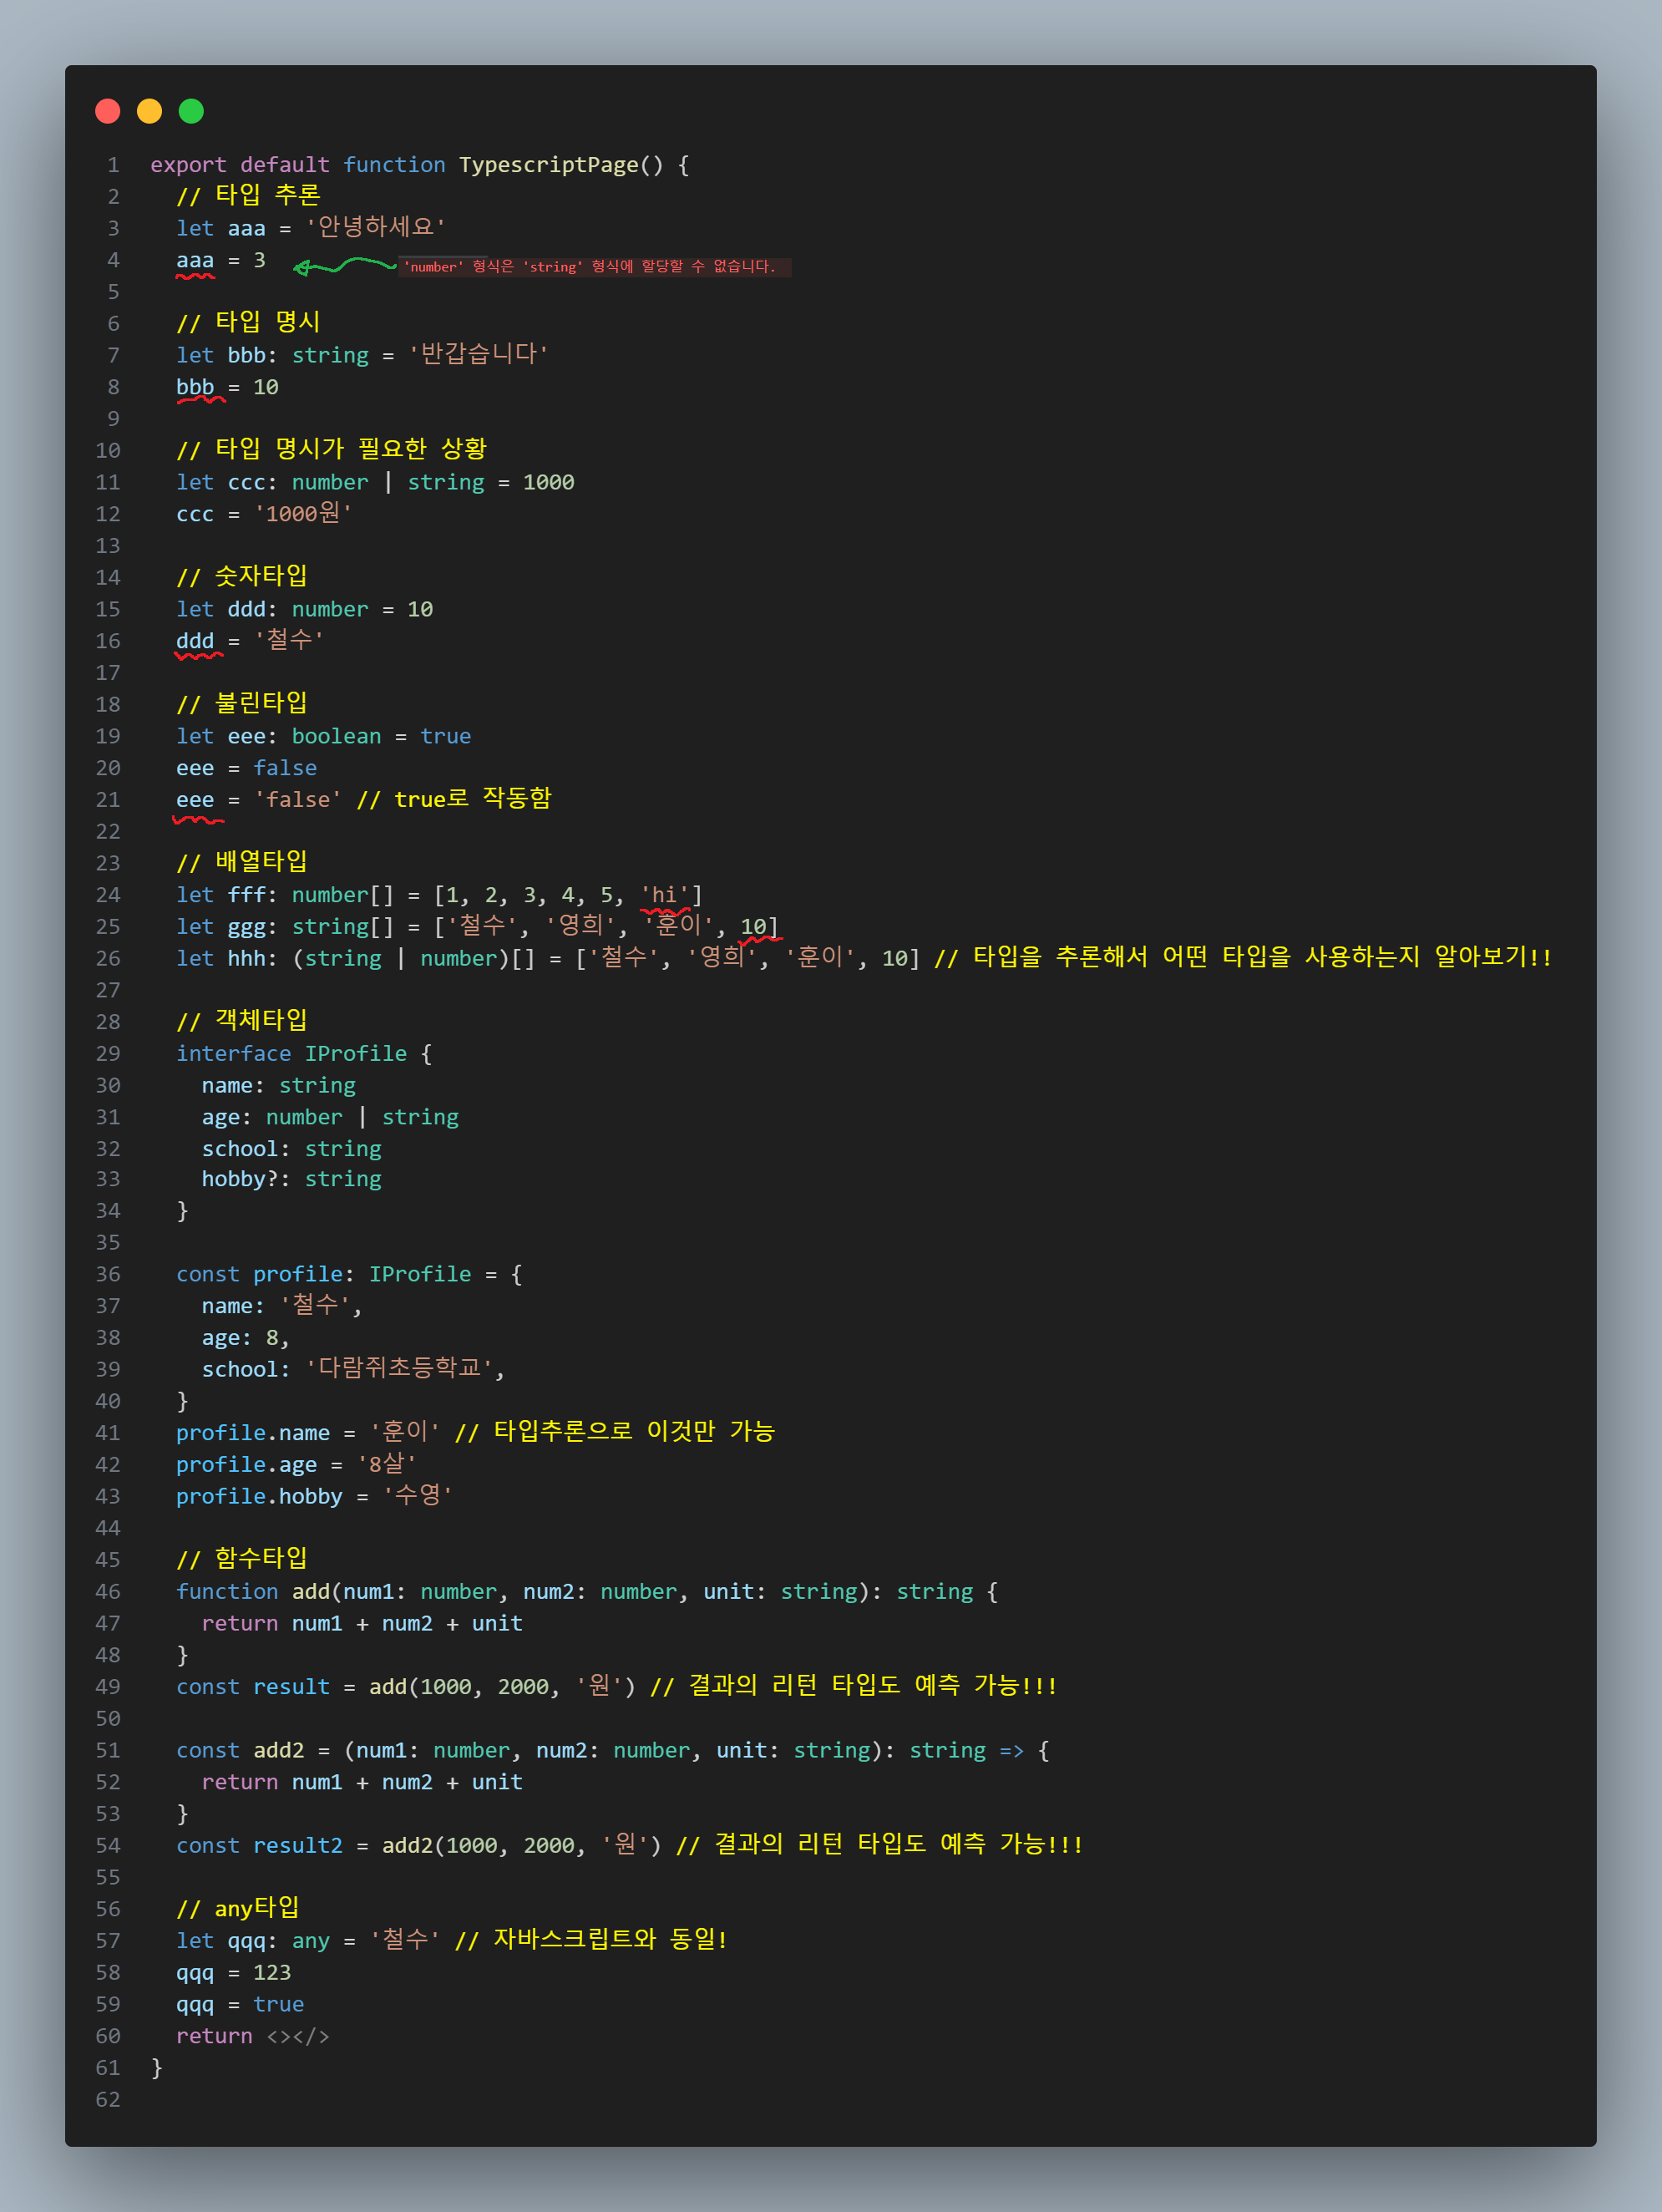 1 export default function TypescriptPage() {
2 // 타입 추론
3 let aaa = '안녕하세요'
4 aaa = 3 'number' 형식은 'string' 형식에 할당할 수 없습니다.
5
6 // 타입 명시
7 let bbb: string = '반갑습니다'
8 bbb = 10
9
10 // 타입 명시가 필요한 상황
11 let ccc: number | string = 1000
12 ccc = '1000원'
13
14 // 숫자타입
15 let ddd: number = 10
16 ddd = '철수'
17
18 // 불린타입
19 let eee: boolean = true
20 eee = false
21 eee = 'false' // true로 작동함
22
23 // 배열타입
24 let fff: number[] = [1, 2, 3, 4, 5, 'hi']
25 let ggg: string[] = ['철수', '영희', '훈이', 10]
26 let hhh: (string | number)[] = ['철수', '영희', '훈이', 10] // 타입을 추론해서 어떤 타입을 사용하는지 알아보기!!
27
28 // 객체타입
29 interface IProfile {
30 name: string
31 age: number | string
32 school: string
33 hobby?: string
34 }
35
36 const profile: IProfile = {
37 name: '철수',
38 age: 8,
39 school: '다람쥐초등학교',
40 }
41 profile.name = '훈이' // 타입추론으로 이것만 가능
42 profile.age = '8살'
43 profile.hobby = '수영'
44
45 // 함수타입
46 function add(num1: number, num2: number, unit: string): string {
47 return num1 + num2 + unit
48 }
49 const result = add(1000, 2000, '원') // 결과의 리턴 타입도 예측 가능!!!
50
51 const add2 = (num1: number, num2: number, unit: string): string => {
52 return num1 + num2 + unit
53 }
54 const result2 = add2(1000, 2000, '원') // 결과의 리턴 타입도 예측 가능!!!
55
56 // any타입
57 let qqq: any = '철수' // 자바스크립트와 동일!
58 qqq = 123
59 qqq = true
60 return <></>
61 }
62